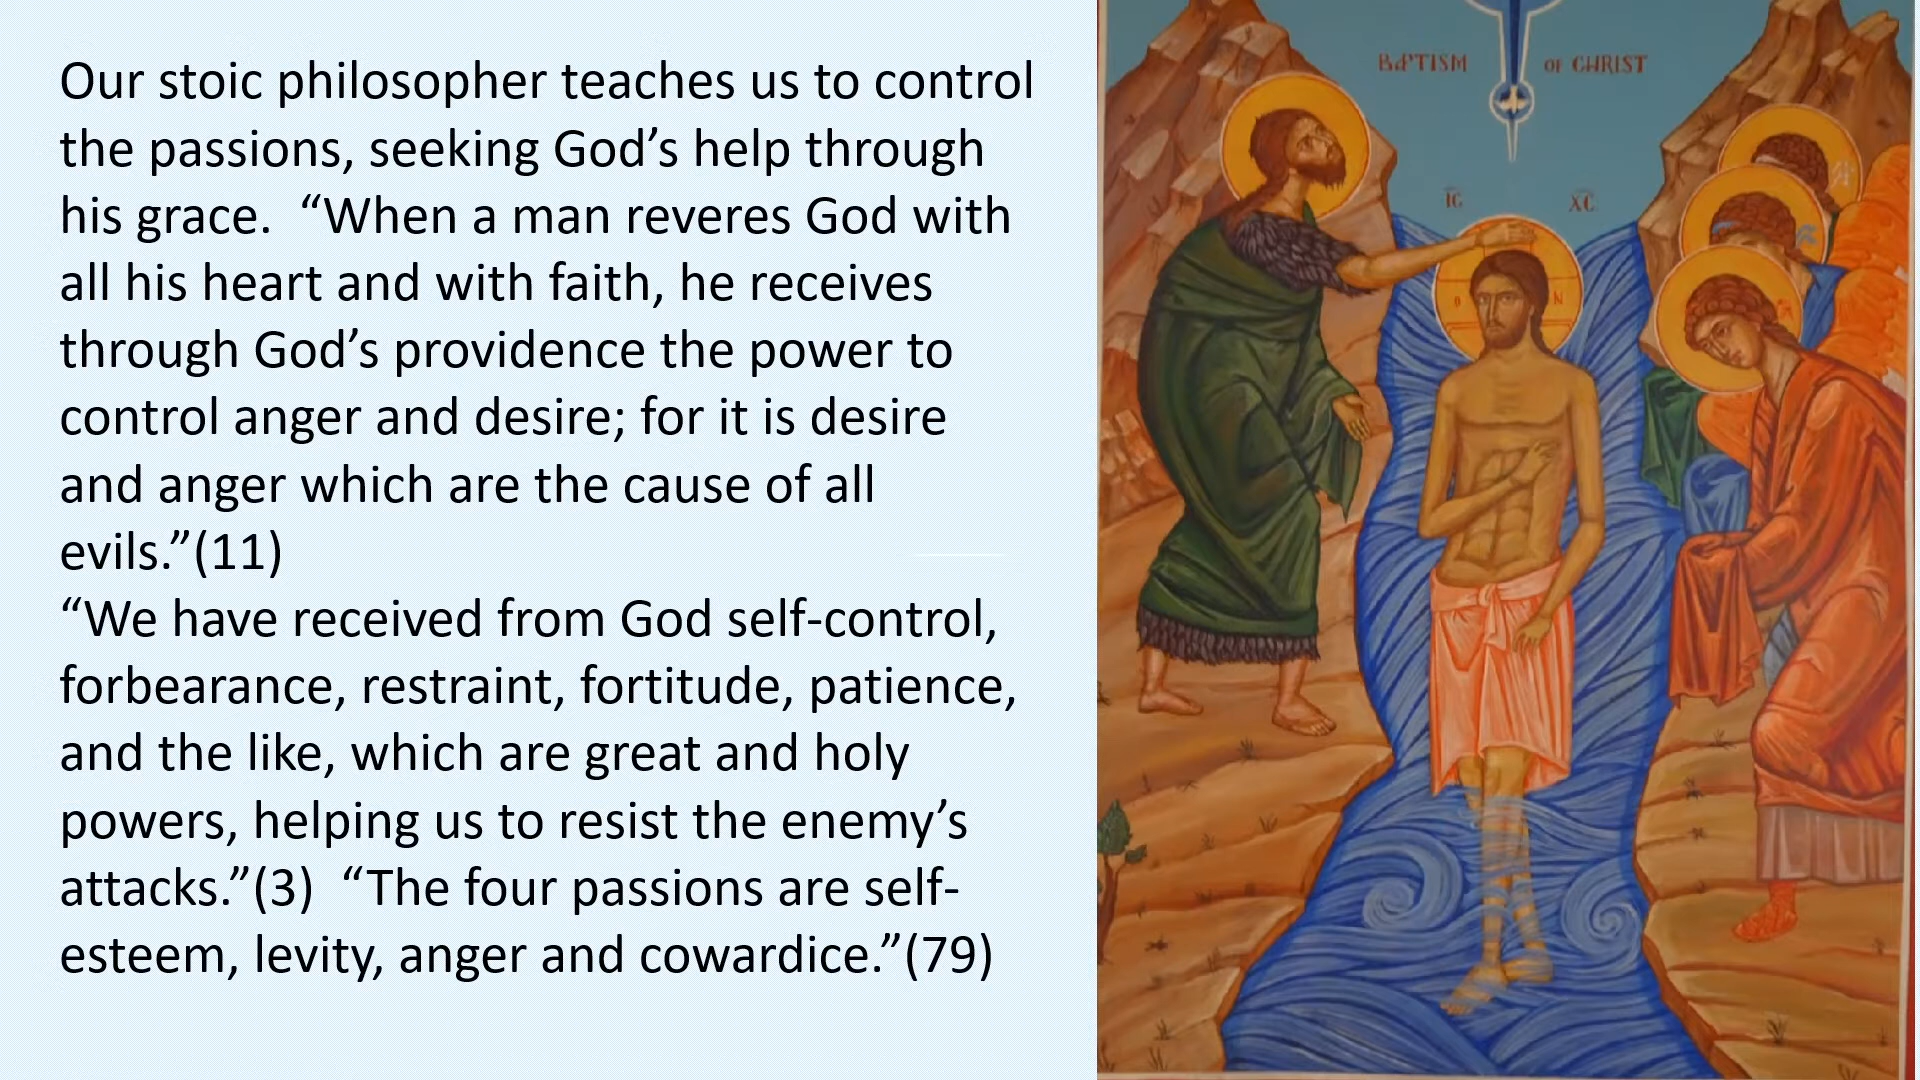 Our stoic philosopher teaches us to control
the passions, seeking God’s help through
his grace.  “When a man reveres God with
all his heart and with faith, he receives
through God’s providence the power to
control anger and desire; for it is desire
and anger which are the cause of all
evils.”(11)
“We have received from God self-control,
forbearance, restraint, fortitude, patience,
and the like, which are great and holy
powers, helping us to resist the enemy’s
attacks.”(3)  “The four passions are self-
esteem, levity, anger and cowardice.”(79)
BAPTISM OF CHRIST
IC XC
O N